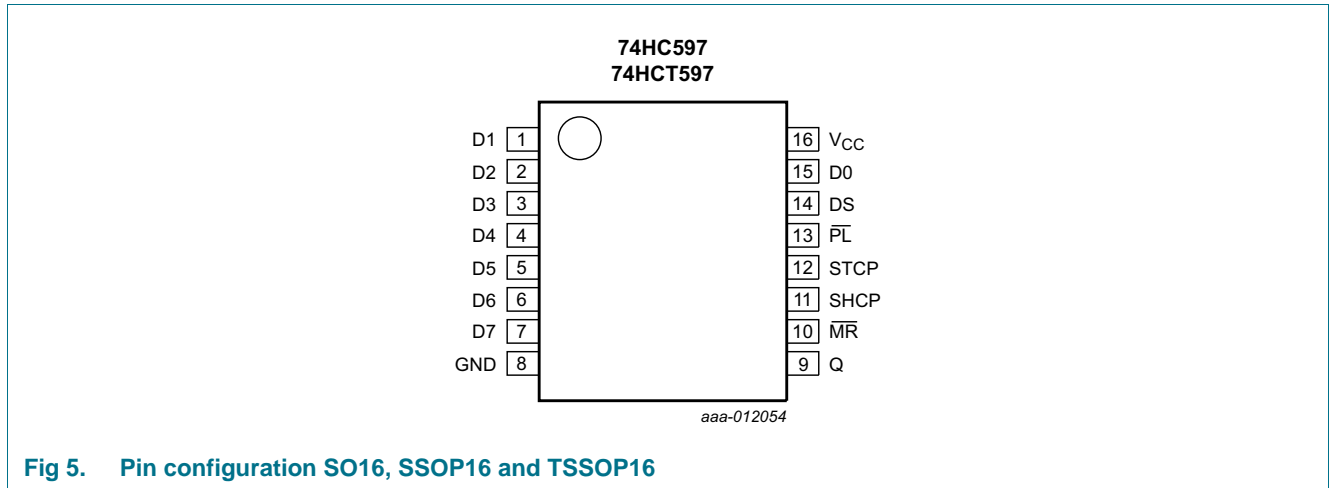 74HC597
74HCT597
D1 1 16 VCC
D2 2 15 D0
D3 3 14 DS
D4 4 13 P̅L̅
D5 5 12 STCP
D6 6 11 SHCP
D7 7 10 M̅R̅
GND 8 9 Q
aaa-012054
Fig 5. Pin configuration SO16, SSOP16 and TSSOP16